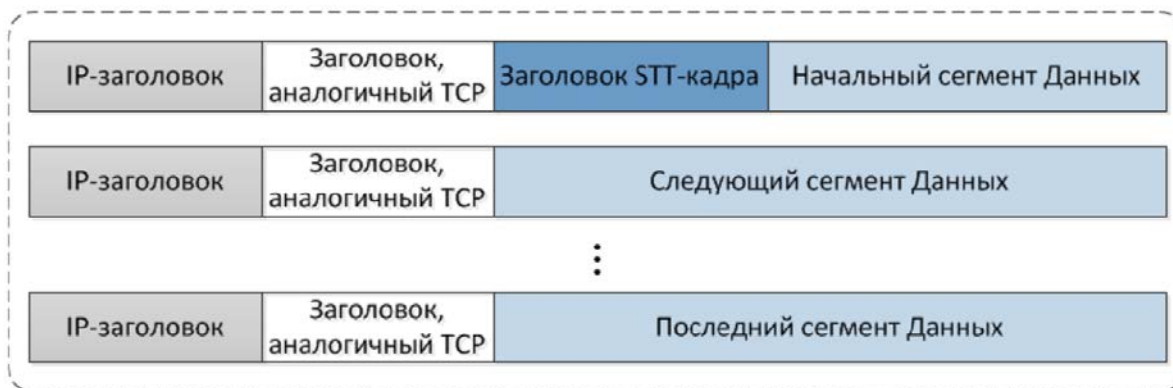 IP-заголовок
Заголовок,
аналогичный TCP
Заголовок STT-кадра
Начальный сегмент Данных
IP-заголовок
Заголовок,
аналогичный TCP
Следующий сегмент Данных
IP-заголовок
Заголовок,
аналогичный TCP
Последний сегмент Данных